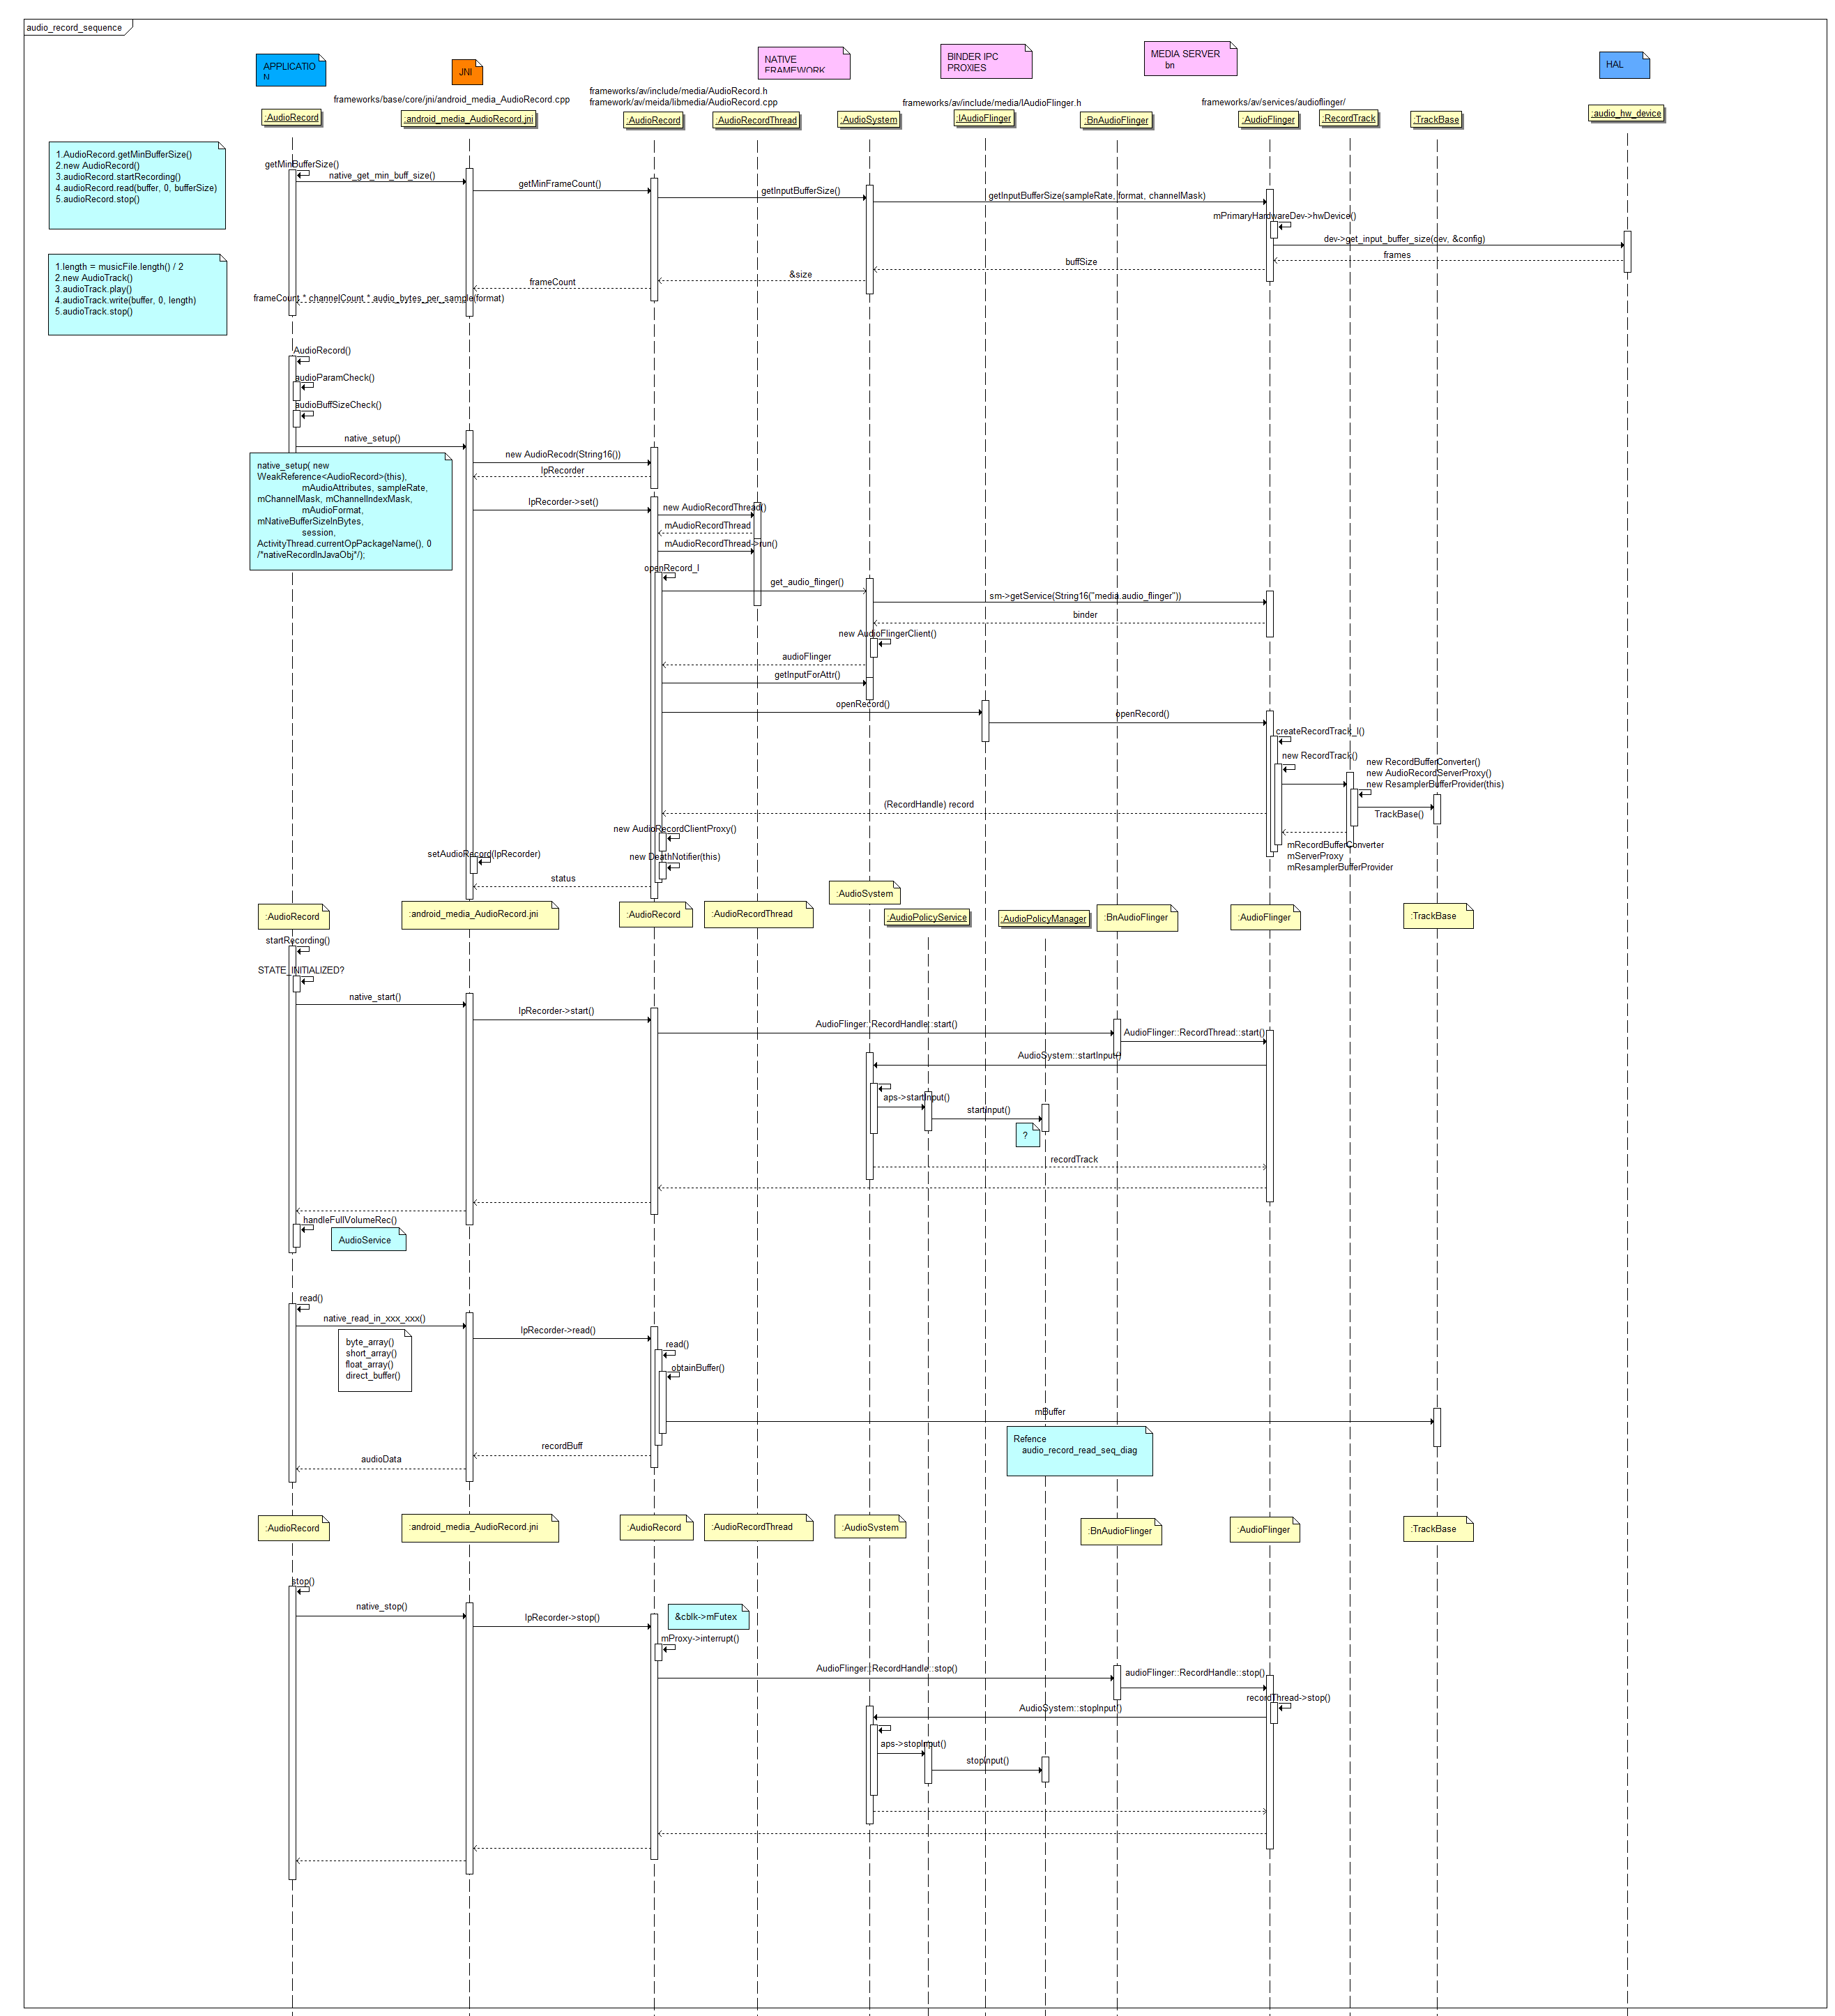 audio_record_sequence
APPLICATIO
N
JNI
NATIVE
FRAMEWORK
BINDER IPC
PROXIES
MEDIA SERVER
bn
HAL
frameworks/base/core/jni/android_media_AudioRecord.cpp
frameworks/av/include/media/AudioRecord.h
framework/av/meida/libmedia/AudioRecord.cpp
frameworks/av/include/media/IAudioFlinger.h
frameworks/av/services/audioflinger/
:AudioRecord
:android_media_AudioRecord.jni
:AudioRecord
:AudioRecordThread
:AudioSystem
:IAudioFlinger
:BnAudioFlinger
:AudioFlinger
:RecordTrack
:TrackBase
:audio_hw_device
1.AudioRecord.getMinBufferSize()
2.new AudioRecord()
3.audioRecord.startRecording()
4.audioRecord.read(buffer, 0, bufferSize)
5.audioRecord.stop()
getMinBufferSize()
native_get_min_buff_size()
getMinFrameCount()
getInputBufferSize()
getInputBufferSize(sampleRate, format, channelMask)
mPrimaryHardwareDev->hwDevice()
dev->get_input_buffer_size(dev, &config)
frames
buffSize
&size
frameCount
frameCount * channelCount * audio_bytes_per_sample(format)
1.length = musicFile.length() / 2
2.new AudioTrack()
3.audioTrack.play()
4.audioTrack.write(buffer, 0, length)
5.audioTrack.stop()
AudioRecord()
audioParamCheck()
audioBuffSizeCheck()
native_setup()
new AudioRecodr(String16())
lpRecorder
native_setup( new
WeakReference<AudioRecord>(this),
mAudioAttributes, sampleRate,
mChannelMask, mChannelIndexMask,
mAudioFormat,
mNativeBufferSizeInBytes,
session,
ActivityThread.currentOpPackageName(), 0
/*nativeRecordInJavaObj*/);
lpRecorder->set()
new AudioRecordThread()
mAudioRecordThread
mAudioRecordThread->run()
openRecord_l
get_audio_flinger()
sm->getService(String16("media.audio_flinger"))
binder
new AudioFlingerClient()
audioFlinger
getInputForAttr()
openRecord()
openRecord()
createRecordTrack_l()
new RecordTrack()
new RecordBufferConverter()
new AudioRecordServerProxy()
new ResamplerBufferProvider(this)
TrackBase()
(RecordHandle) record
new AudioRecordClientProxy()
mRecordBufferConverter
mServerProxy
mResamplerBufferProvider
setAudioRecord(lpRecorder)
new DeathNotifier(this)
status
:AudioRecord
:android_media_AudioRecord.jni
:AudioRecord
:AudioRecordThread
:AudioSystem
:AudioPolicyService
:AudioPolicyManager
:BnAudioFlinger
:AudioFlinger
:TrackBase
startRecording()
STATE_INITIALIZED?
native_start()
lpRecorder->start()
AudioFlinger::RecordHandle::start()
AudioFlinger::RecordThread::start()
AudioSystem::startInput()
aps->startInput()
startInput()
?
recordTrack
handleFullVolumeRec()
AudioService
read()
native_read_in_xxx_xxx()
byte_array()
short_array()
float_array()
direct_buffer()
lpRecorder->read()
read()
obtainBuffer()
mBuffer
Refence
audio_record_read_seq_diag
recordBuff
audioData
:AudioRecord
:android_media_AudioRecord.jni
:AudioRecord
:AudioRecordThread
:AudioSystem
:BnAudioFlinger
:AudioFlinger
:TrackBase
stop()
native_stop()
lpRecorder->stop()
&cblk->mFutex
mProxy->interrupt()
AudioFlinger::RecordHandle::stop()
audioFlinger::RecordHandle::stop()
recordThread->stop()
AudioSystem::stopInput()
aps->stopInput()
stopInput()